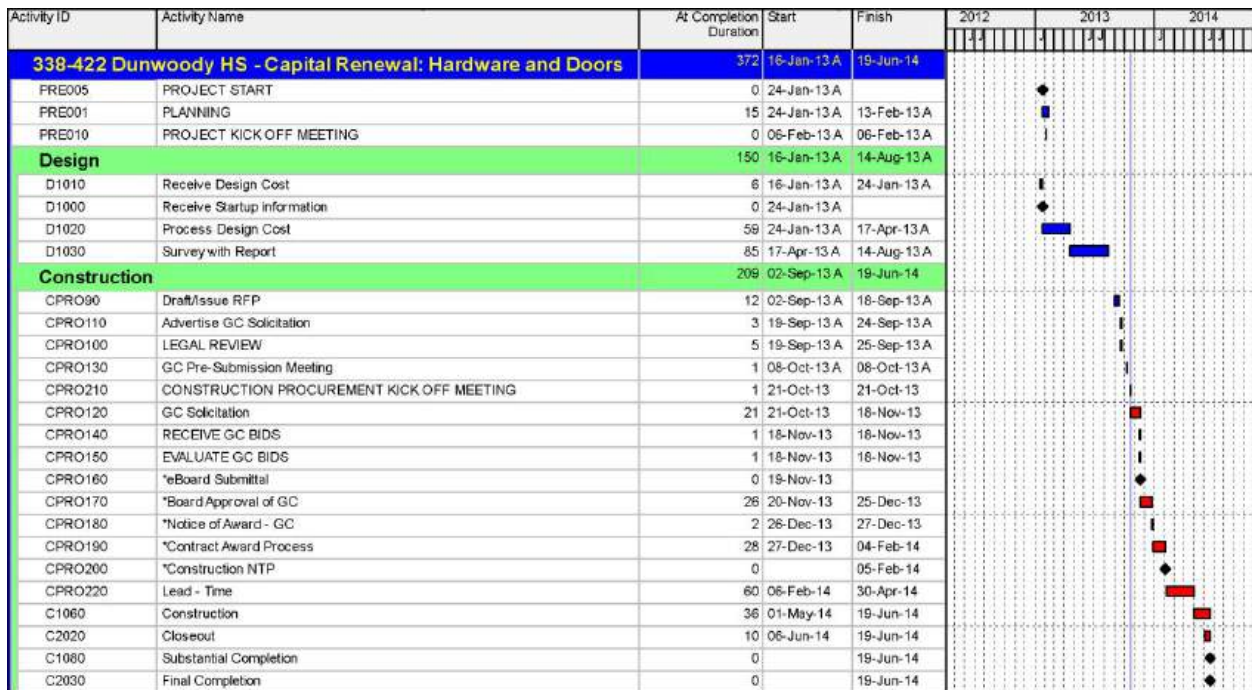 Activity ID Activity Name At Completion Duration Start Finish 2012 2013 2014
J J J J J J J J
338-422 Dunwoody HS - Capital Renewal: Hardware and Doors 372 16-Jan-13 A 19-Jun-14
PRE005 PROJECT START 0 24-Jan-13 A
PRE001 PLANNING 15 24-Jan-13 A 13-Feb-13 A
PRE010 PROJECT KICK OFF MEETING 0 06-Feb-13 A 06-Feb-13 A
Design 150 16-Jan-13 A 14-Aug-13 A
D1010 Receive Design Cost 6 16-Jan-13 A 24-Jan-13 A
D1000 Receive Startup information 0 24-Jan-13 A
D1020 Process Design Cost 59 24-Jan-13 A 17-Apr-13 A
D1030 Survey with Report 85 17-Apr-13 A 14-Aug-13 A
Construction 209 02-Sep-13 A 19-Jun-14
CPRO90 Draft/Issue RFP 12 02-Sep-13 A 18-Sep-13 A
CPRO110 Advertise GC Solicitation 3 19-Sep-13 A 24-Sep-13 A
CPRO100 LEGAL REVIEW 5 19-Sep-13 A 25-Sep-13 A
CPRO130 GC Pre-Submission Meeting 1 08-Oct-13 A 08-Oct-13 A
CPRO210 CONSTRUCTION PROCUREMENT KICK OFF MEETING 1 21-Oct-13 21-Oct-13
CPRO120 GC Solicitation 21 21-Oct-13 18-Nov-13
CPRO140 RECEIVE GC BIDS 1 18-Nov-13 18-Nov-13
CPRO150 EVALUATE GC BIDS 1 18-Nov-13 18-Nov-13
CPRO160 *eBoard Submittal 0 19-Nov-13
CPRO170 *Board Approval of GC 26 20-Nov-13 25-Dec-13
CPRO180 *Notice of Award - GC 2 26-Dec-13 27-Dec-13
CPRO190 *Contract Award Process 28 27-Dec-13 04-Feb-14
CPRO200 *Construction NTP 0 05-Feb-14
CPRO220 Lead - Time 60 06-Feb-14 30-Apr-14
C1060 Construction 36 01-May-14 19-Jun-14
C2020 Closeout 10 06-Jun-14 19-Jun-14
C1080 Substantial Completion 0 19-Jun-14
C2030 Final Completion 0 19-Jun-14